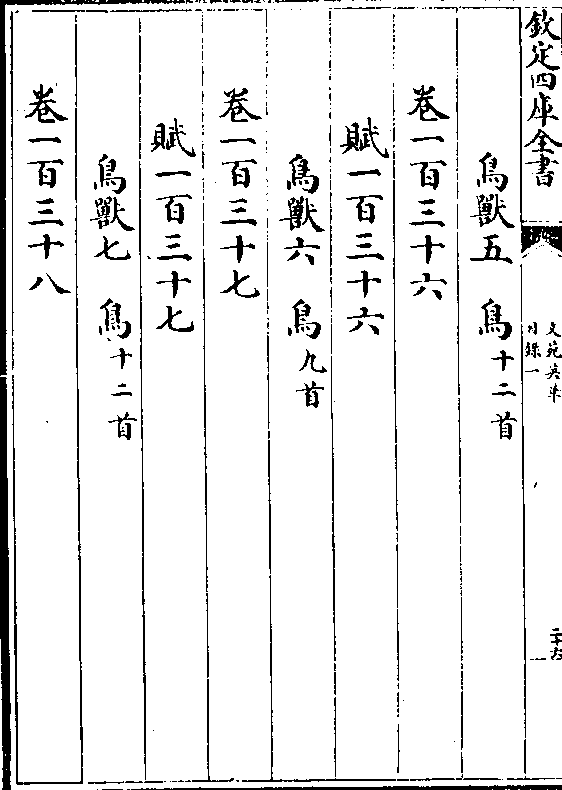 欽定四庫全書
文苑英華
目錄一
二十六
鳥獸五 鳥十二首
卷一百三十六
賦一百三十六
鳥獸六 鳥九首
卷一百三十七
賦一百三十七
鳥獸七 鳥十二首
卷一百三十八